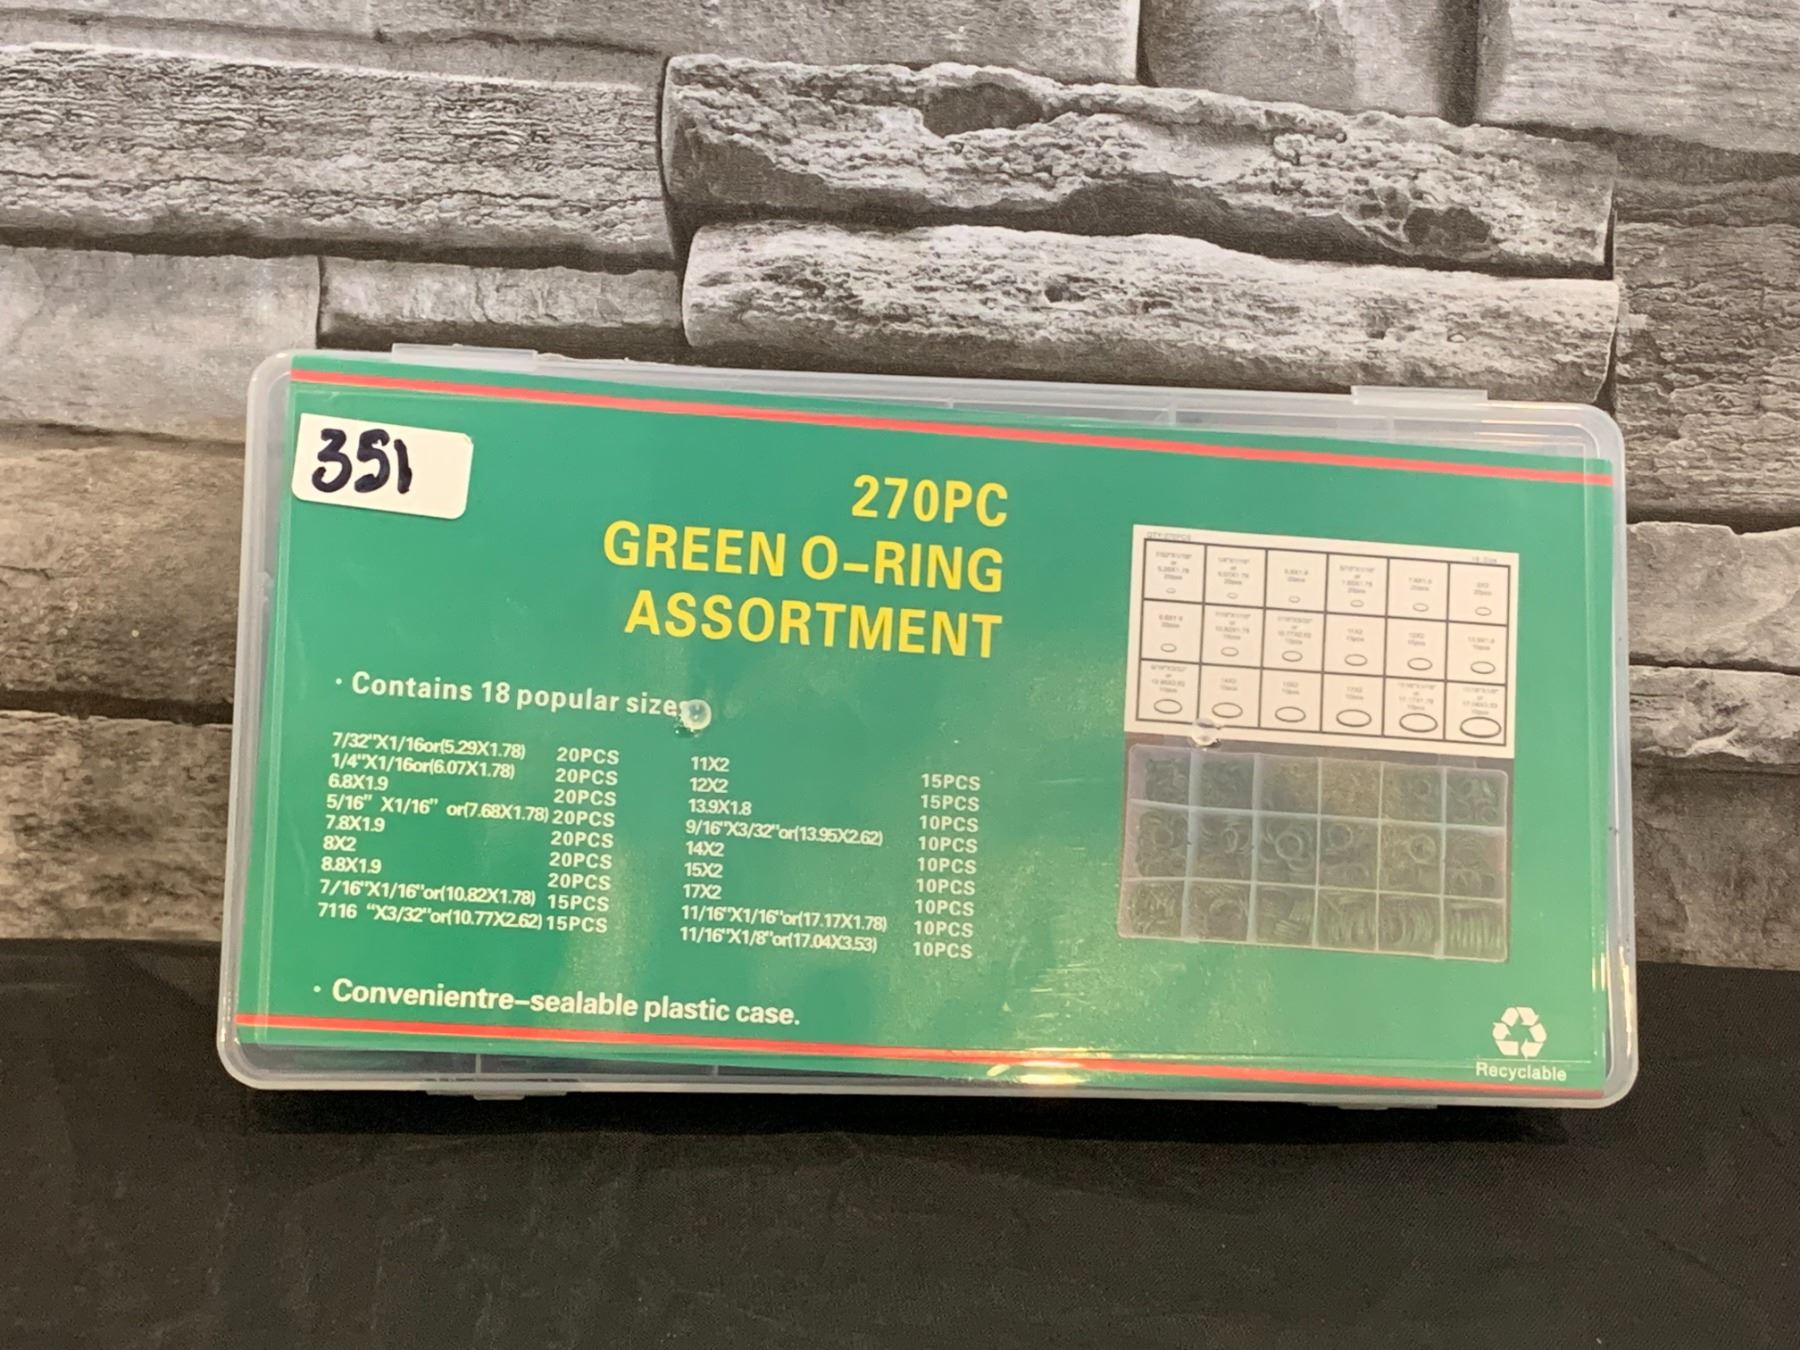 351
270PC
GREEN O-RING
ASSORTMENT
· Contains 18 popular sizes
7/32"X1/16or(5.29X1.78) 20PCS
1/4"X1/16or(6.07X1.78) 20PCS
6.8X1.9 20PCS
5/16" X1/16" or(7.68X1.78) 20PCS
7.8X1.9 20PCS
8X2 20PCS
8.8X1.9 20PCS
7/16"X1/16"or(10.82X1.78) 15PCS
7116 "X3/32"or(10.77X2.62) 15PCS
11X2 15PCS
12X2 15PCS
13.9X1.8 10PCS
9/16"X3/32"or(13.95X2.62) 10PCS
14X2 10PCS
15X2 10PCS
17X2 10PCS
11/16"X1/16"or(17.17X1.78) 10PCS
11/16"X1/8"or(17.04X3.53) 10PCS
· Convenientre-sealable plastic case.
Recyclable